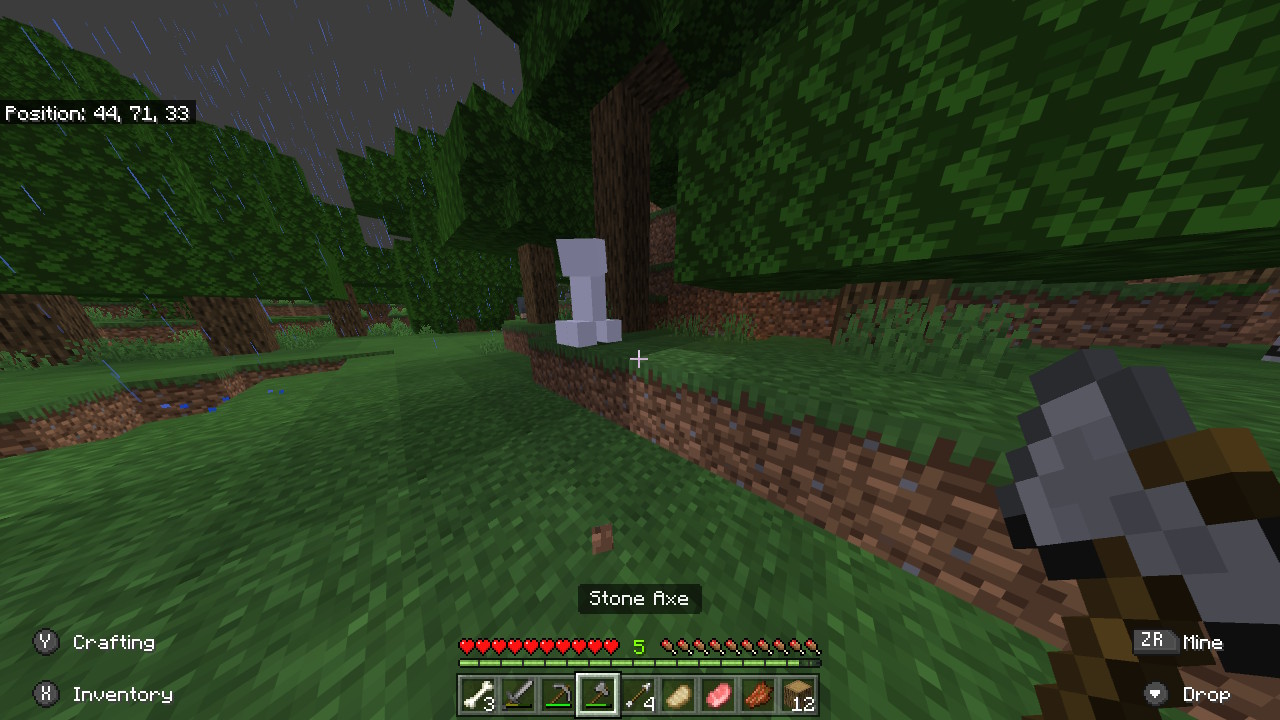 Position: 44, 71, 33
Stone Axe
Y Crafting
ZR Mine
5
X Inventory
Drop
3
4
12